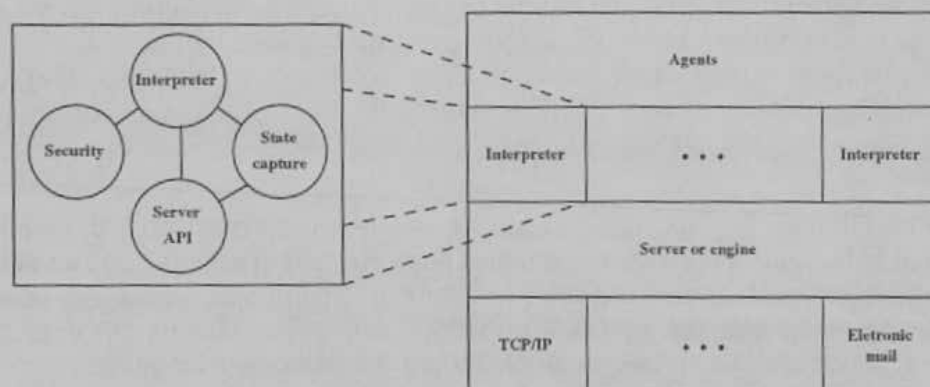 Interpreter
Security
State
capture
Server
API
Agents
Interpreter
• • •
Interpreter
Server or engine
TCP/IP
• • •
Eletronic
mail